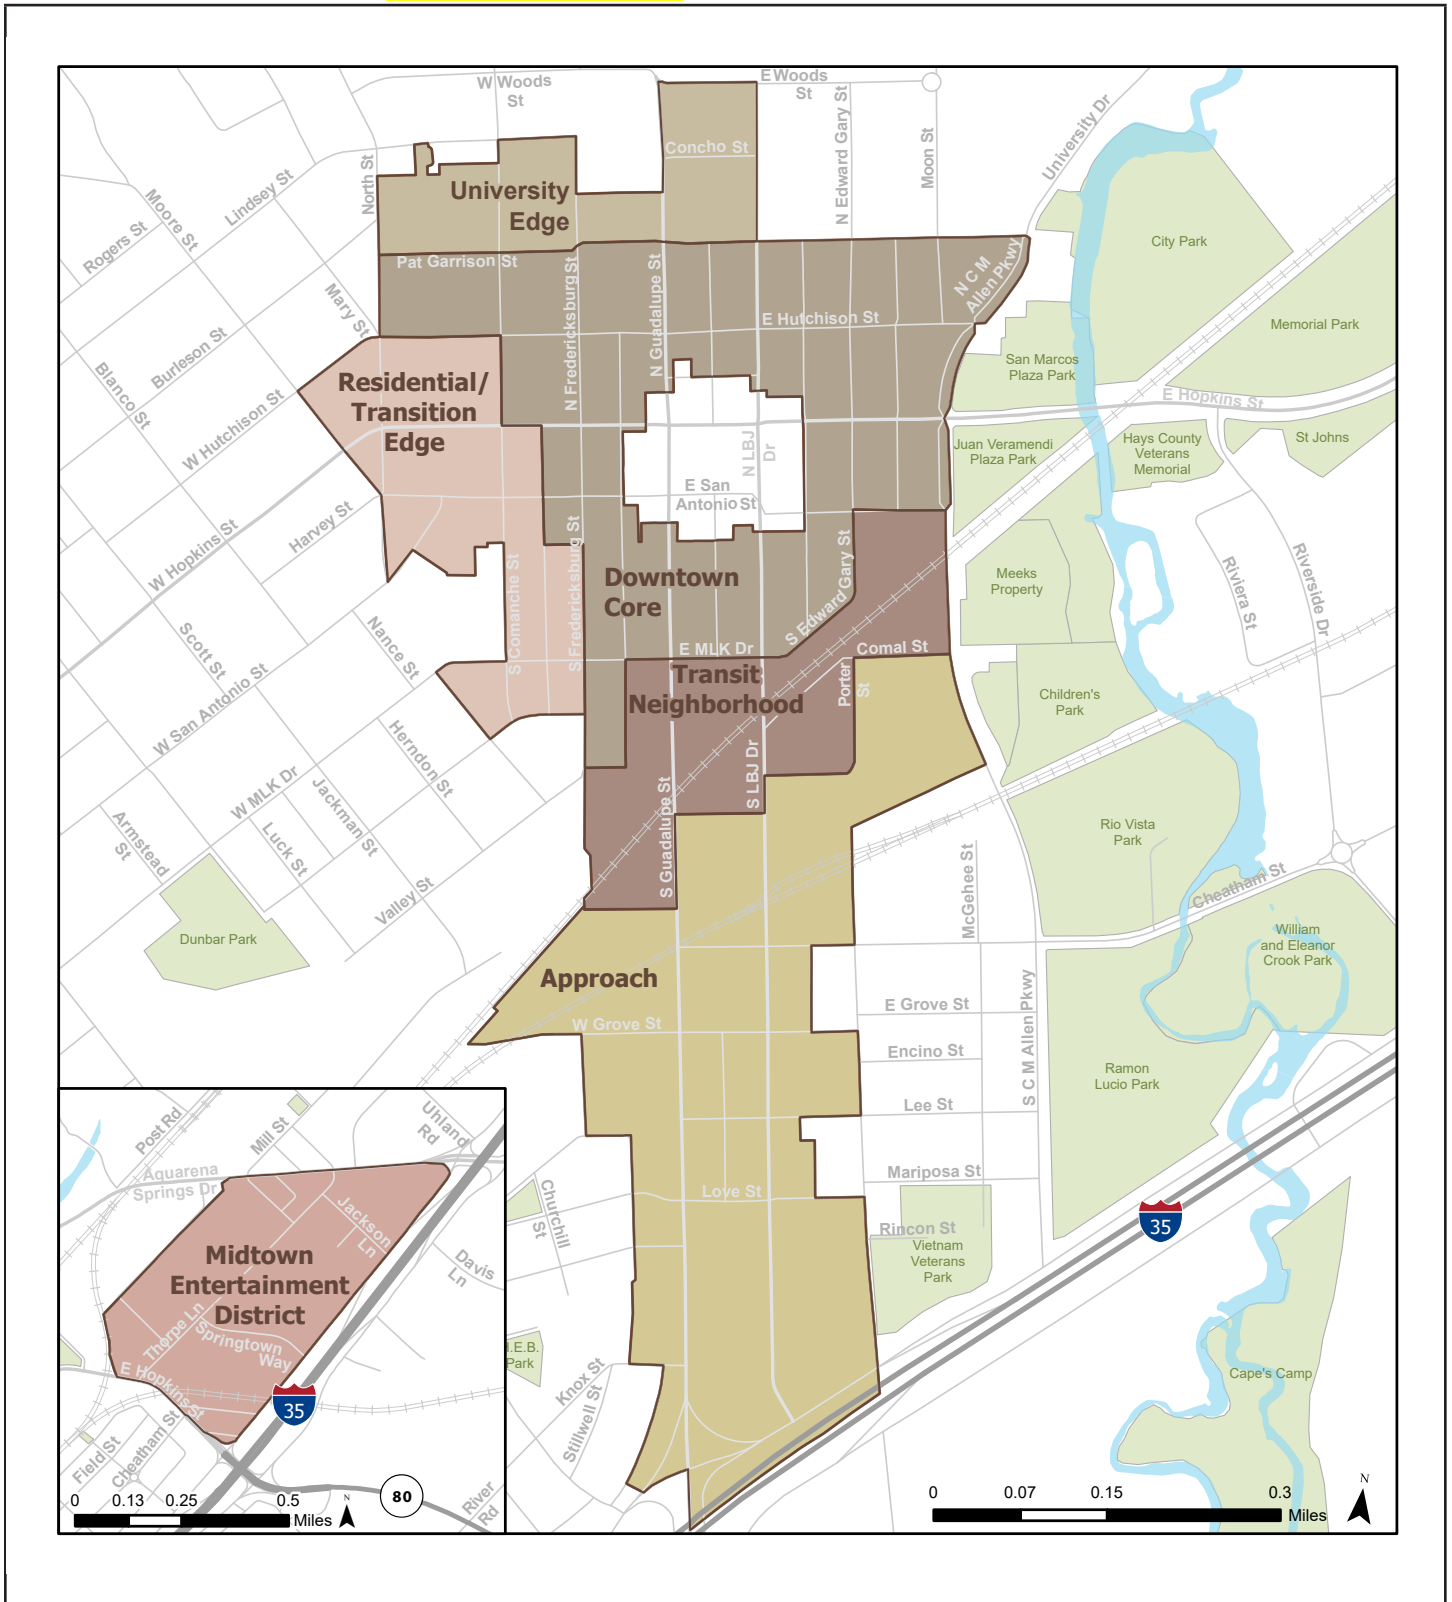 W Woods
St
E Woods
St
Concho St
N Edward Gary St
Moon St
University Dr
North St
Lindsey St
Moore St
Rogers St
University
Edge
City Park
Pat Garrison St
N Fredericksburg St
N Guadalupe St
N C M
Allen Pkwy
E Hutchison St
Mary St
Memorial Park
Burleson St
Blanco St
W Hutchison St
San Marcos
Plaza Park
Residential/
Transition
Edge
E Hopkins St
N LBJ
Dr
Juan Veramendi
Plaza Park
Hays County
Veterans
Memorial
St Johns
E San
Antonio St
W Hopkins St
Harvey St
S Comanche St
S Fredericksburg St
S Edward Gary St
Downtown
Core
Meeks
Property
Riviera St
Riverside Dr
Scott St
Nance St
E MLK Dr
Comal St
Transit
Neighborhood
Porter
St
Children's
Park
W San Antonio St
Herndon St
W MLK Dr
Jackman St
Luck St
Armstead
St
S LBJ Dr
S Guadalupe St
Rio Vista
Park
Valley St
McGehee St
Cheatham St
Dunbar Park
William
and Eleanor
Crook Park
Approach
S C M Allen Pkwy
E Grove St
W Grove St
Encino St
Ramon
Lucio Park
Lee St
Mariposa St
Love St
Churchill
St
Rincon St
Vietnam
Veterans
Park
35
.E.B.
Park
Knox St
Stillwell St
Cape's Camp
Post Rd
Mill St
Uhland
Rd
Aquarena
Springs Dr
Jackson
Ln
Midtown
Entertainment
District
Davis
Ln
Thorpe Ln
Springtown
Way
E Hopkins St
35
Field St
Cheatham St
80
River
Rd
0 0.13 0.25 0.5
Miles
N
0 0.07 0.15 0.3
Miles
N